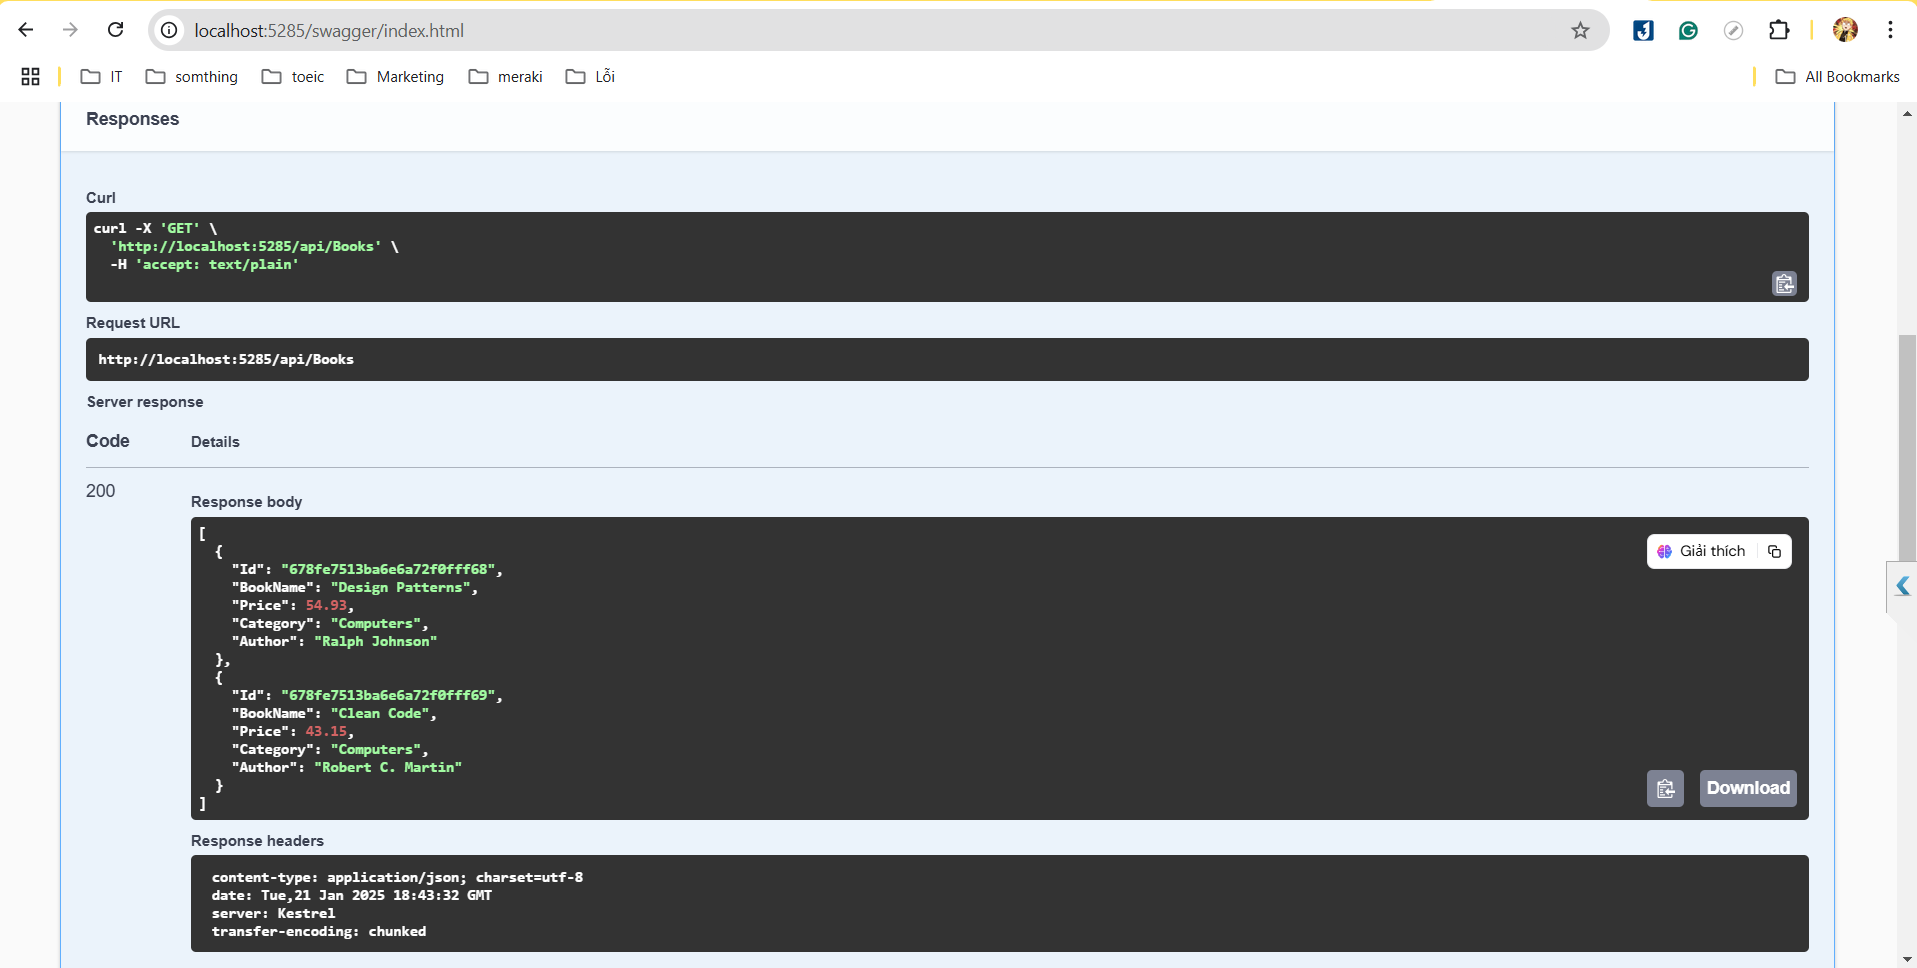 localhost:5285/swagger/index.html
IT somthing toeic Marketing meraki Lỗi All Bookmarks
Responses
Curl
curl -X 'GET' \
  'http://localhost:5285/api/Books' \
  -H 'accept: text/plain'
Request URL
http://localhost:5285/api/Books
Server response
Code Details
200
Response body
[
  {
    "Id": "678fe7513ba6e6a72f0fff68",
    "BookName": "Design Patterns",
    "Price": 54.93,
    "Category": "Computers",
    "Author": "Ralph Johnson"
  },
  {
    "Id": "678fe7513ba6e6a72f0fff69",
    "BookName": "Clean Code",
    "Price": 43.15,
    "Category": "Computers",
    "Author": "Robert C. Martin"
  }
]
Giải thích
Download
Response headers
content-type: application/json; charset=utf-8
date: Tue,21 Jan 2025 18:43:32 GMT
server: Kestrel
transfer-encoding: chunked